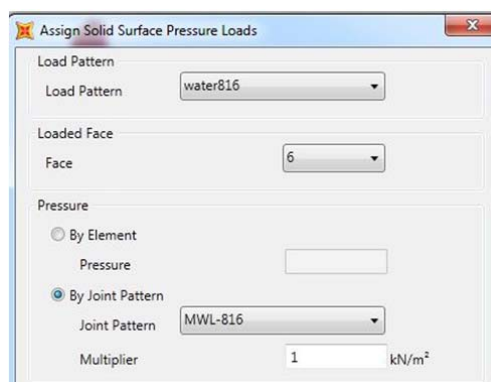 Assign Solid Surface Pressure Loads
Load Pattern
Load Pattern water816
Loaded Face
Face 6
Pressure
By Element
Pressure
By Joint Pattern
Joint Pattern MWL-816
Multiplier 1 kN/m²